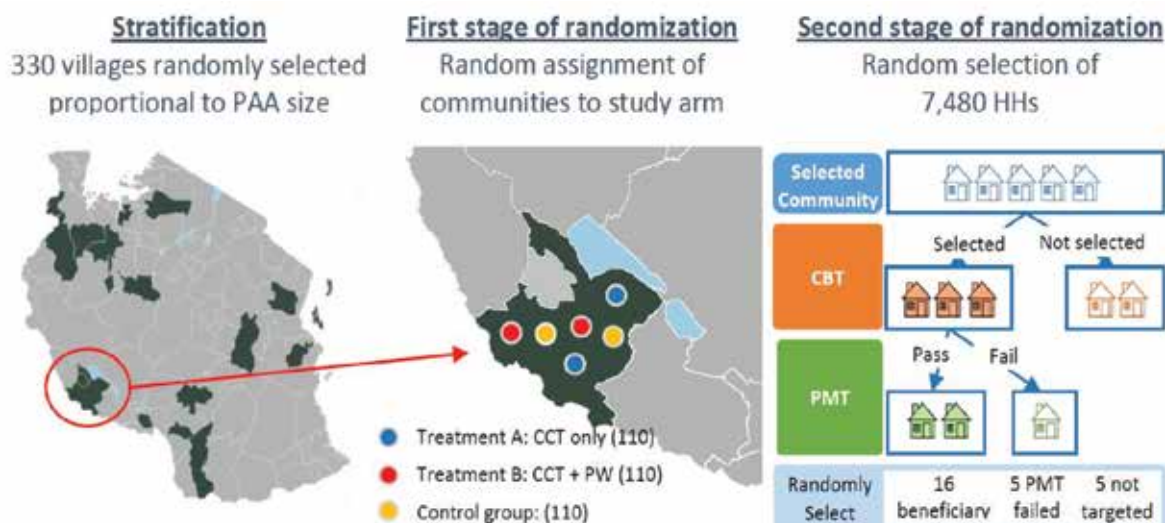 Stratification
330 villages randomly selected
proportional to PAA size
First stage of randomization
Random assignment of
communities to study arm
Treatment A: CCT only (110)
Treatment B: CCT + PW (110)
Control group: (110)
Second stage of randomization
Random selection of
7,480 HHs
Selected
Community
Selected
Not selected
CBT
Pass
Fail
PMT
Randomly
Select
16
beneficiary
5 PMT
failed
5 not
targeted